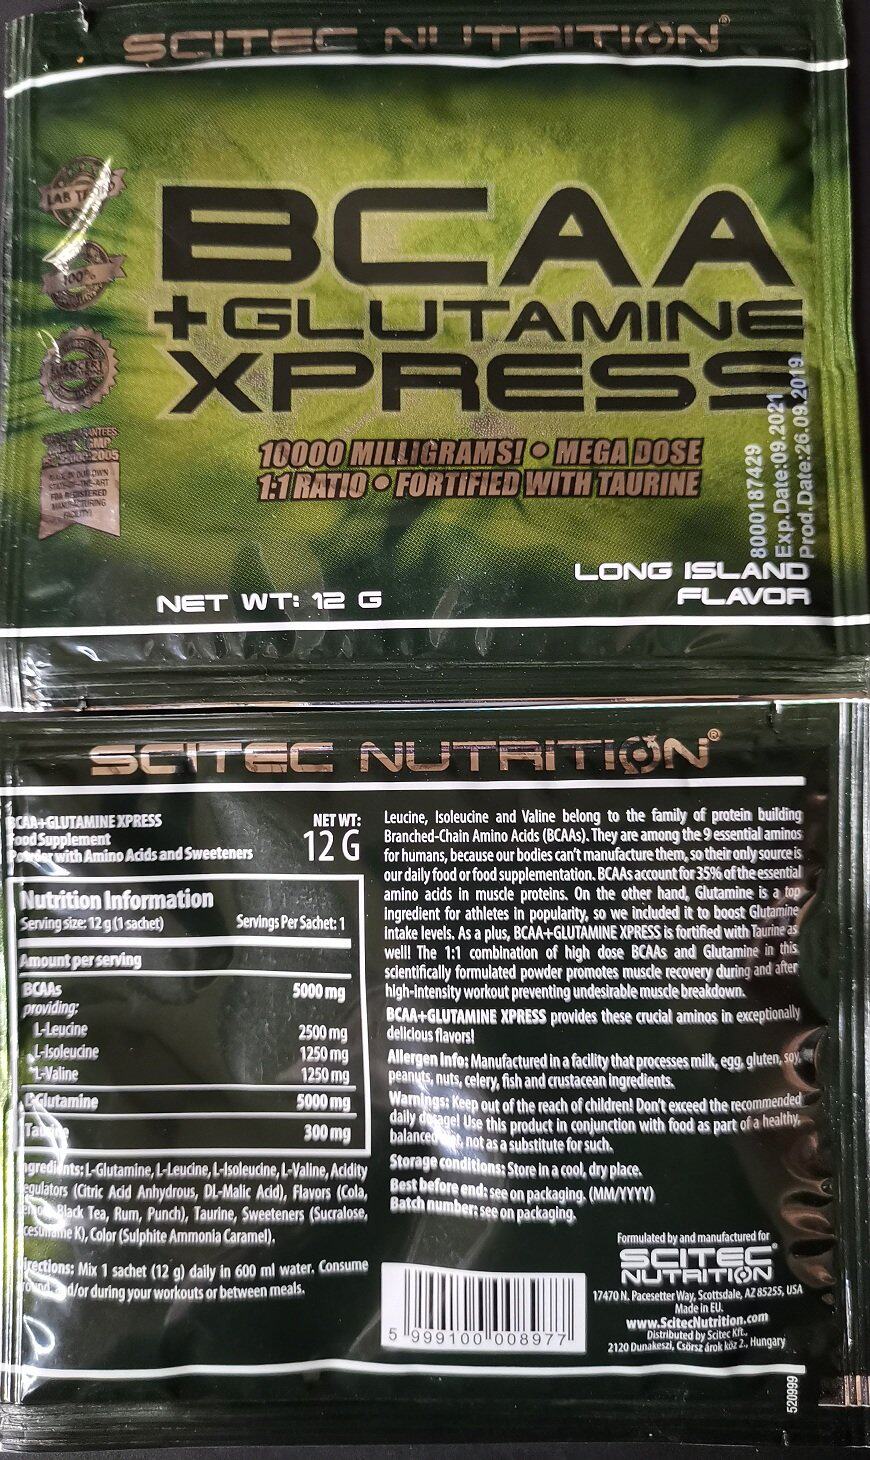 SCITEC NUTRITION®
LAB
100%
BCAA
+GLUTAMINE
XPRESS
10000 MILLIGRAMS! • MEGA DOSE
1:1 RATIO • FORTIFIED WITH TAURINE
8000187429
Exp.Date:09.2021
Prod.Date:26.09.2019
LONG ISLAND
FLAVOR
NET WT: 12 G
SCITEC NUTRITION®
BCAA+GLUTAMINE XPRESS
Food Supplement
Powder with Amino Acids and Sweeteners
NET WT:
12 G
Nutrition Information
Serving size: 12 g (1 sachet) Servings Per Sachet: 1
Amount per serving
BCAAs 5000 mg
providing:
L-Leucine 2500 mg
L-Isoleucine 1250 mg
L-Valine 1250 mg
L-Glutamine 5000 mg
Taurine 300 mg
Ingredients: L-Glutamine, L-Leucine, L-Isoleucine, L-Valine, Acidity
Regulators (Citric Acid Anhydrous, DL-Malic Acid), Flavors (Cola,
Lemon, Black Tea, Rum, Punch), Taurine, Sweeteners (Sucralose,
Acesulfame K), Color (Sulphite Ammonia Caramel).
Directions: Mix 1 sachet (12 g) daily in 600 ml water. Consume
and/or during your workouts or between meals.
Leucine, Isoleucine and Valine belong to the family of protein building
Branched-Chain Amino Acids (BCAAs). They are among the 9 essential aminos
for humans, because our bodies can't manufacture them, so their only source is
our daily food or food supplementation. BCAAs account for 35% of the essential
amino acids in muscle proteins. On the other hand, Glutamine is a top
ingredient for athletes in popularity, so we included it to boost Glutamine
intake levels. As a plus, BCAA+GLUTAMINE XPRESS is fortified with Taurine as
well! The 1:1 combination of high dose BCAAs and Glutamine in this
scientifically formulated powder promotes muscle recovery during and after
high-intensity workout preventing undesirable muscle breakdown.
BCAA+GLUTAMINE XPRESS provides these crucial aminos in exceptionally
delicious flavors!
Allergen Info: Manufactured in a facility that processes milk, egg, gluten, soy,
peanuts, nuts, celery, fish and crustacean ingredients.
Warnings: Keep out of the reach of children! Don't exceed the recommended
daily dosage! Use this product in conjunction with food as part of a healthy,
balanced diet, not as a substitute for such.
Storage conditions: Store in a cool, dry place.
Best before end: see on packaging. (MM/YYYY)
Batch number: see on packaging.
5 999100 008977
Formulated by and manufactured for
SCITEC®
NUTRITION
17470 N. Pacesetter Way, Scottsdale, AZ 85255, USA
Made in EU.
www.ScitecNutrition.com
Distributed by Scitec Kft.,
2120 Dunakeszi, Csörsz árok köz 2., Hungary
520999